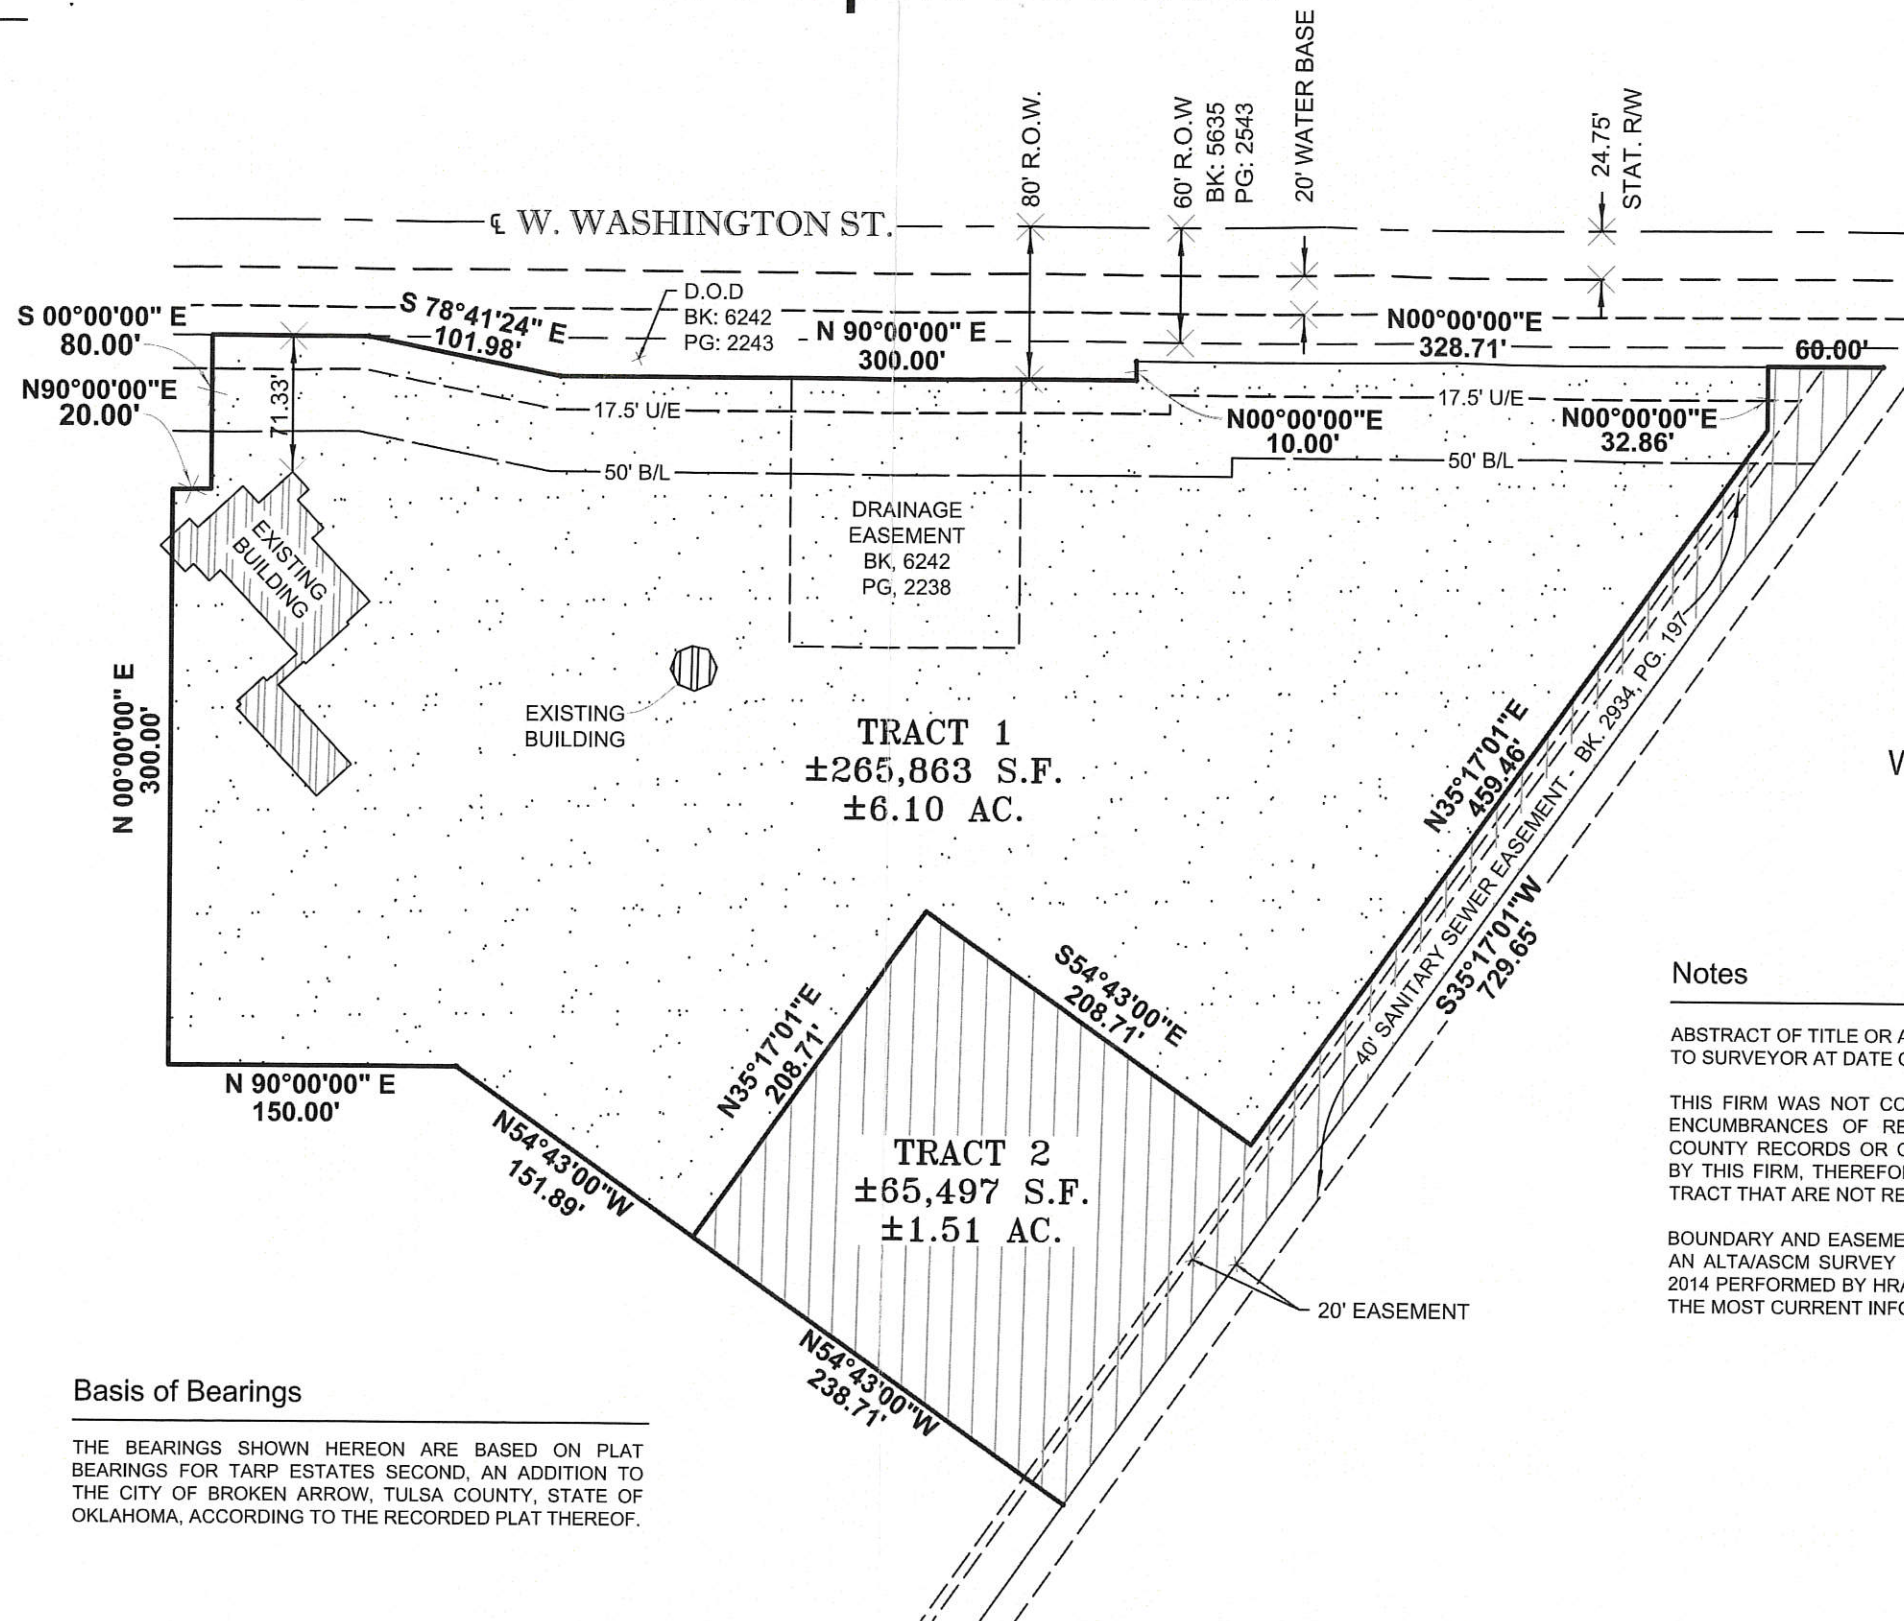 80' R.O.W.
60' R.O.W
BK: 5635
PG: 2543
20' WATER BASE
24.75'
STAT. R/W
℄ W. WASHINGTON ST.
S 00°00'00" E
80.00'
N90°00'00"E
20.00'
71.33'
S 78°41'24" E
101.98'
D.O.D
BK: 6242
PG: 2243
N 90°00'00" E
300.00'
N00°00'00"E
328.71'
60.00'
17.5' U/E
17.5' U/E
N00°00'00"E
10.00'
N00°00'00"E
32.86'
50' B/L
50' B/L
DRAINAGE
EASEMENT
BK, 6242
PG, 2238
EXISTING
BUILDING
EXISTING
BUILDING
N 00°00'00" E
300.00'
TRACT 1
±265,863 S.F.
±6.10 AC.
N35°17'01"E
459.46'
40' SANITARY SEWER EASEMENT - BK. 2934, PG. 197
S35°17'01"W
729.65'
S54°43'00"E
208.71'
N35°17'01"E
208.71'
N 90°00'00" E
150.00'
N54°43'00"W
151.89'
TRACT 2
±65,497 S.F.
±1.51 AC.
20' EASEMENT
N54°43'00"W
238.71'
Notes
ABSTRACT OF TITLE OR
TO SURVEYOR AT DATE
THIS FIRM WAS NOT
ENCUMBRANCES OF
COUNTY RECORDS OR
BY THIS FIRM,
TRACT THAT ARE NOT
BOUNDARY AND
AN ALTA/ASCM SURVEY
2014 PERFORMED BY
THE MOST CURRENT
Basis of Bearings
THE BEARINGS SHOWN HEREON ARE BASED ON PLAT
BEARINGS FOR TARP ESTATES SECOND, AN ADDITION TO
THE CITY OF BROKEN ARROW, TULSA COUNTY, STATE OF
OKLAHOMA, ACCORDING TO THE RECORDED PLAT THEREOF.